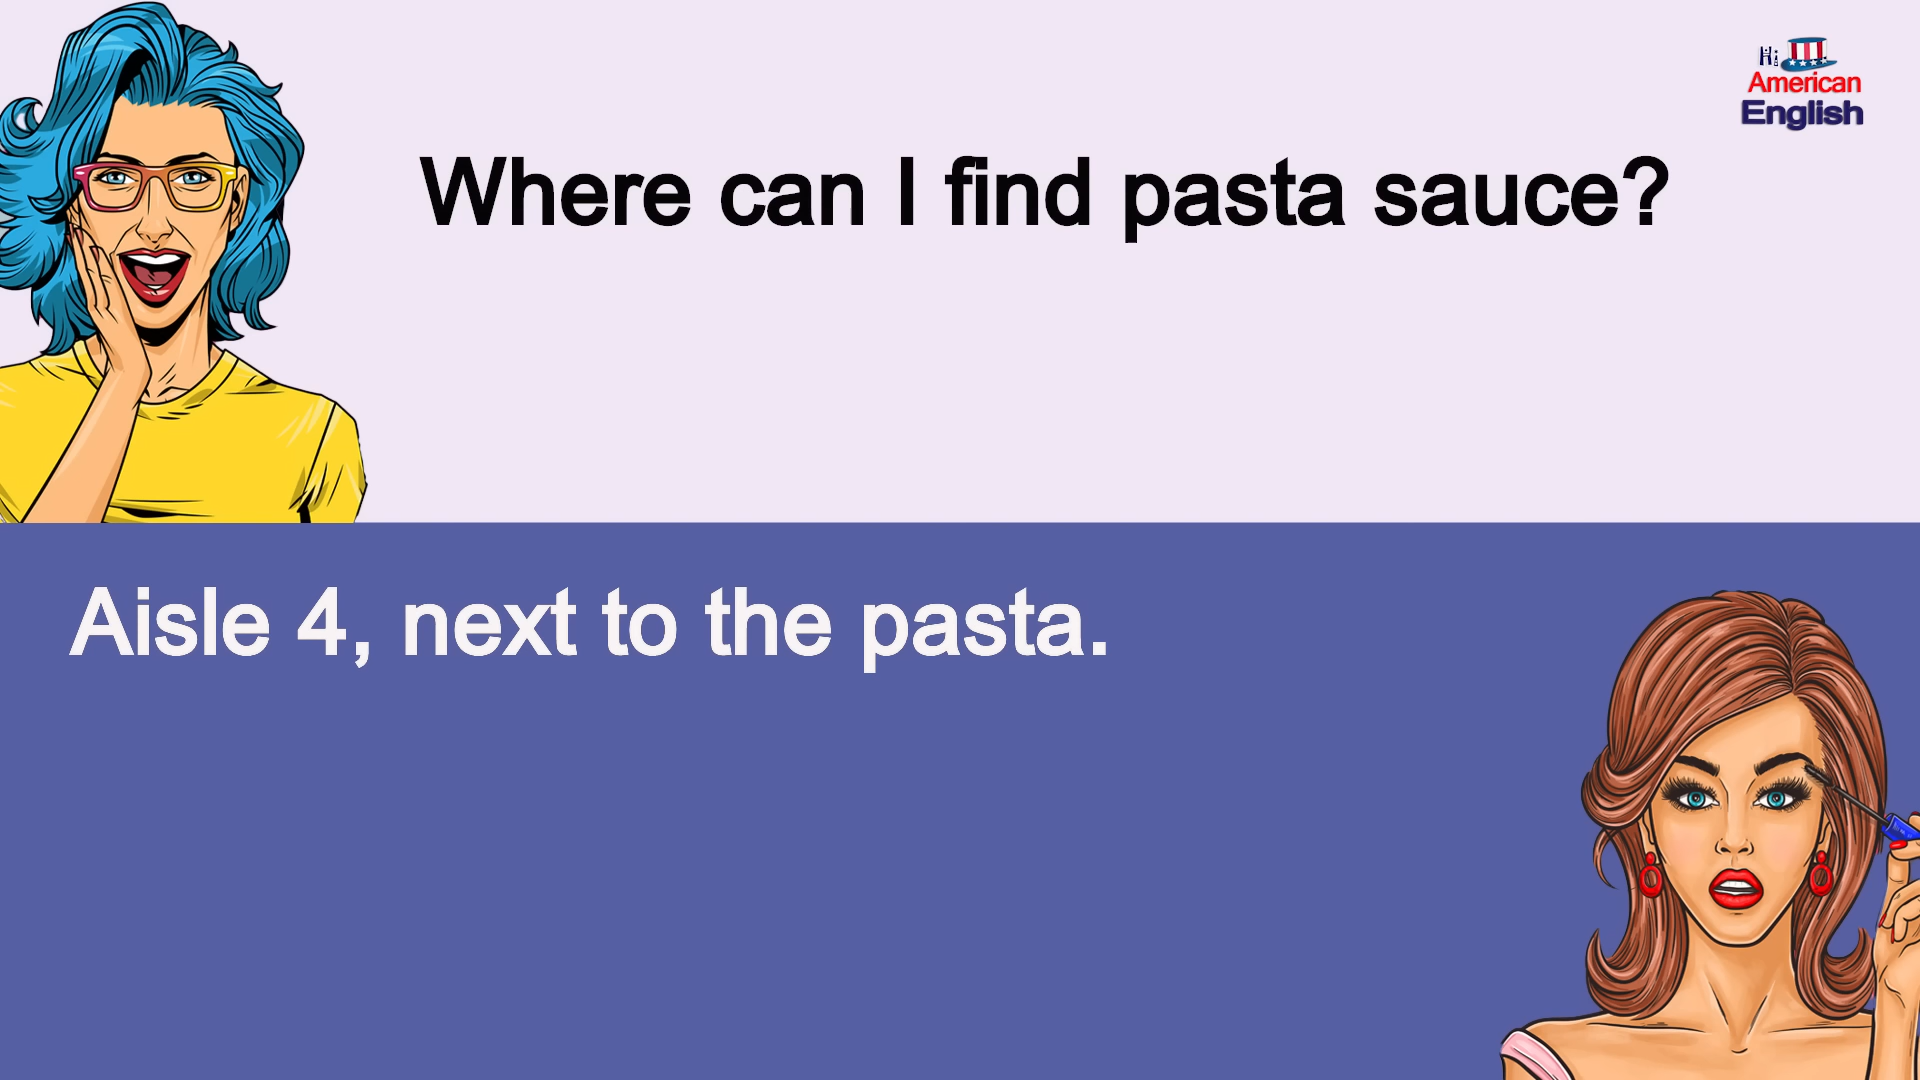 Hi
American
English
Where can I find pasta sauce?
Aisle 4, next to the pasta.